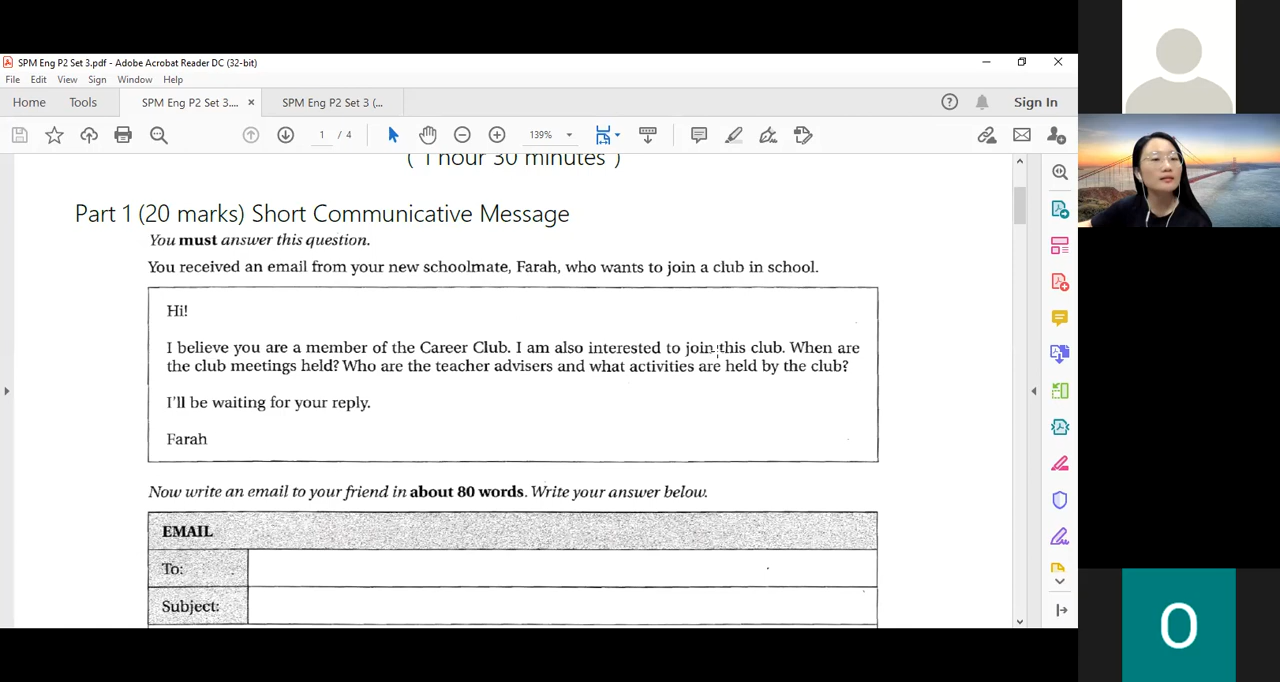 SPM Eng P2 Set 3.pdf - Adobe Acrobat Reader DC (32-bit)
File Edit View Sign Window Help
Home Tools SPM Eng P2 Set 3.... × SPM Eng P2 Set 3 (... Sign In
1 / 4 139%
( 1 hour 30 minutes )
Part 1 (20 marks) Short Communicative Message
You must answer this question.
You received an email from your new schoolmate, Farah, who wants to join a club in school.
Hi!
I believe you are a member of the Career Club. I am also interested to join this club. When are
the club meetings held? Who are the teacher advisers and what activities are held by the club?
I'll be waiting for your reply.
Farah
Now write an email to your friend in about 80 words. Write your answer below.
EMAIL
To:
Subject:
O